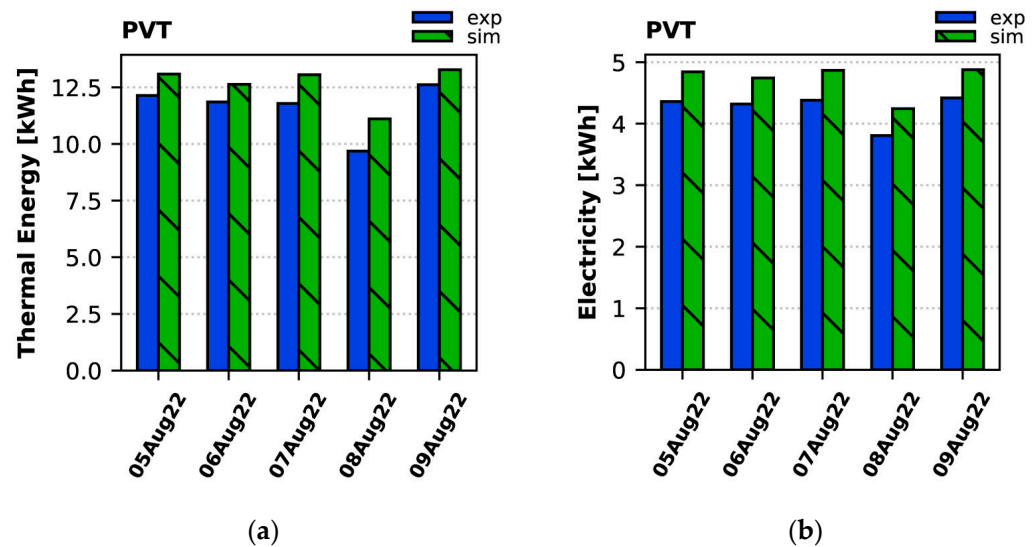 PVT
exp
sim
Thermal Energy [kWh]
12.5
10.0
7.5
5.0
2.5
0.0
05Aug22
06Aug22
07Aug22
08Aug22
09Aug22
(a)
PVT
exp
sim
Electricity [kWh]
5
4
3
2
1
0
05Aug22
06Aug22
07Aug22
08Aug22
09Aug22
(b)